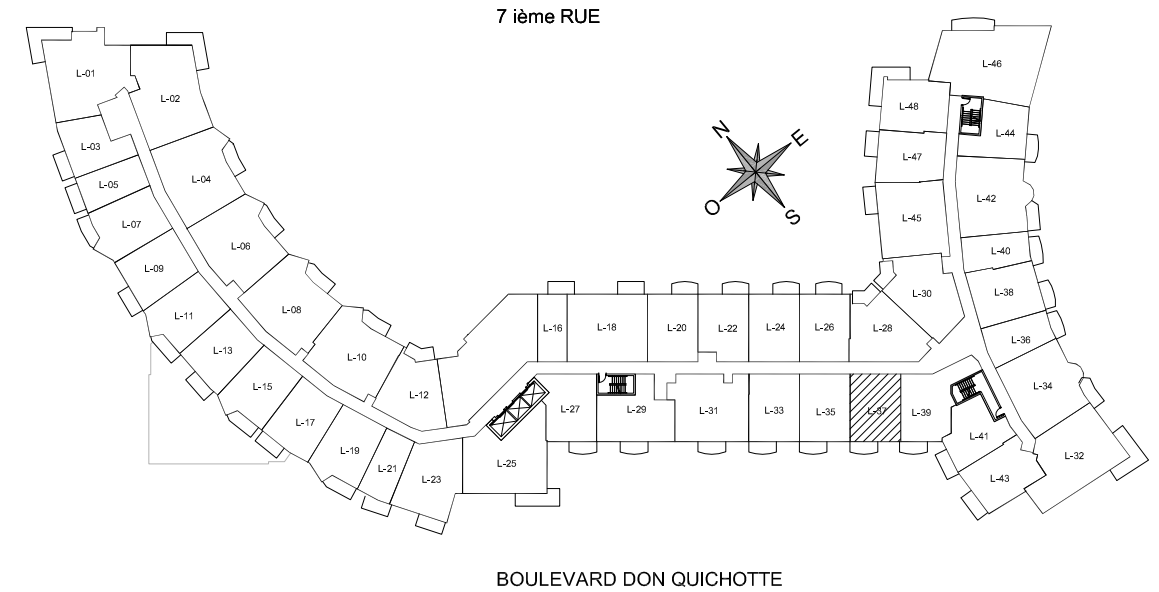 7 ième RUE
L-01
L-02
L-03
L-04
L-05
L-06
L-07
L-08
L-09
L-10
L-11
L-12
L-13
L-15
L-16
L-17
L-18
L-19
L-20
L-21
L-22
L-23
L-24
L-25
L-26
L-27
L-28
L-29
L-30
L-31
L-32
L-33
L-34
L-35
L-36
L-37
L-38
L-39
L-40
L-41
L-42
L-43
L-44
L-45
L-46
L-47
L-48
N
E
O
S
BOULEVARD DON QUICHOTTE